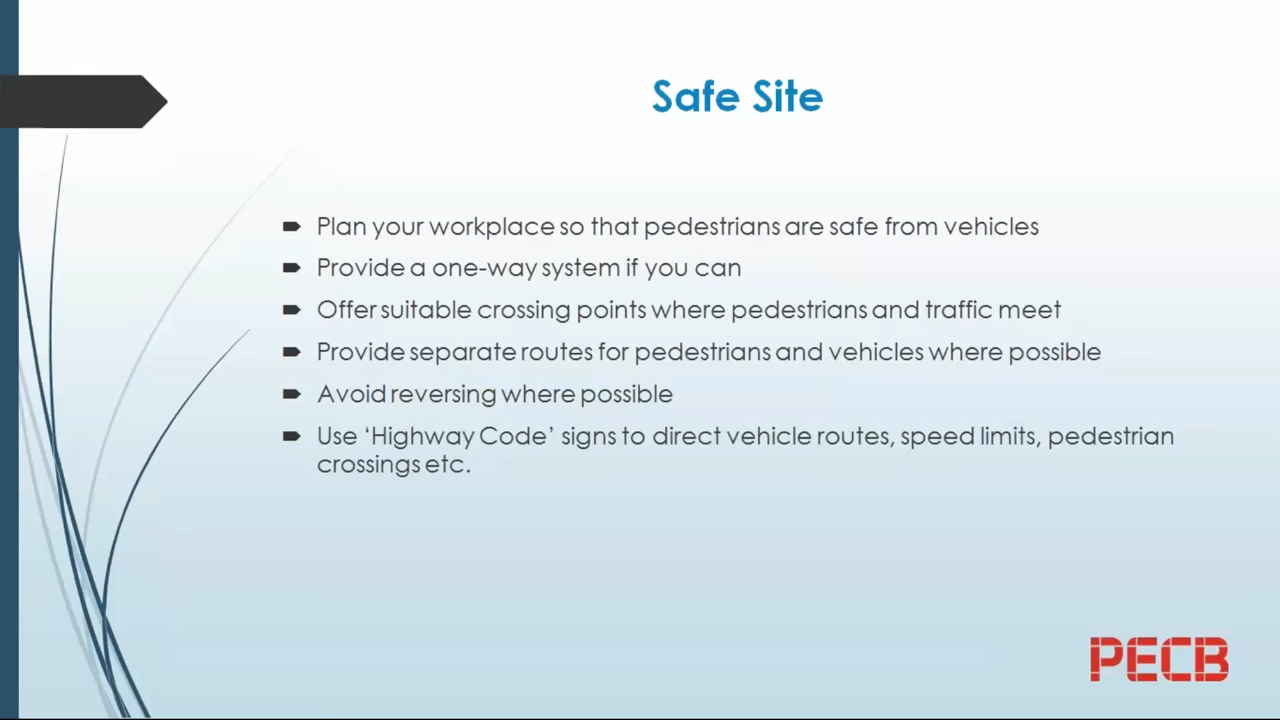 Safe Site
Plan your workplace so that pedestrians are safe from vehicles
Provide a one-way system if you can
Offer suitable crossing points where pedestrians and traffic meet
Provide separate routes for pedestrians and vehicles where possible
Avoid reversing where possible
Use ‘Highway Code’ signs to direct vehicle routes, speed limits, pedestrian
crossings etc.
PECB